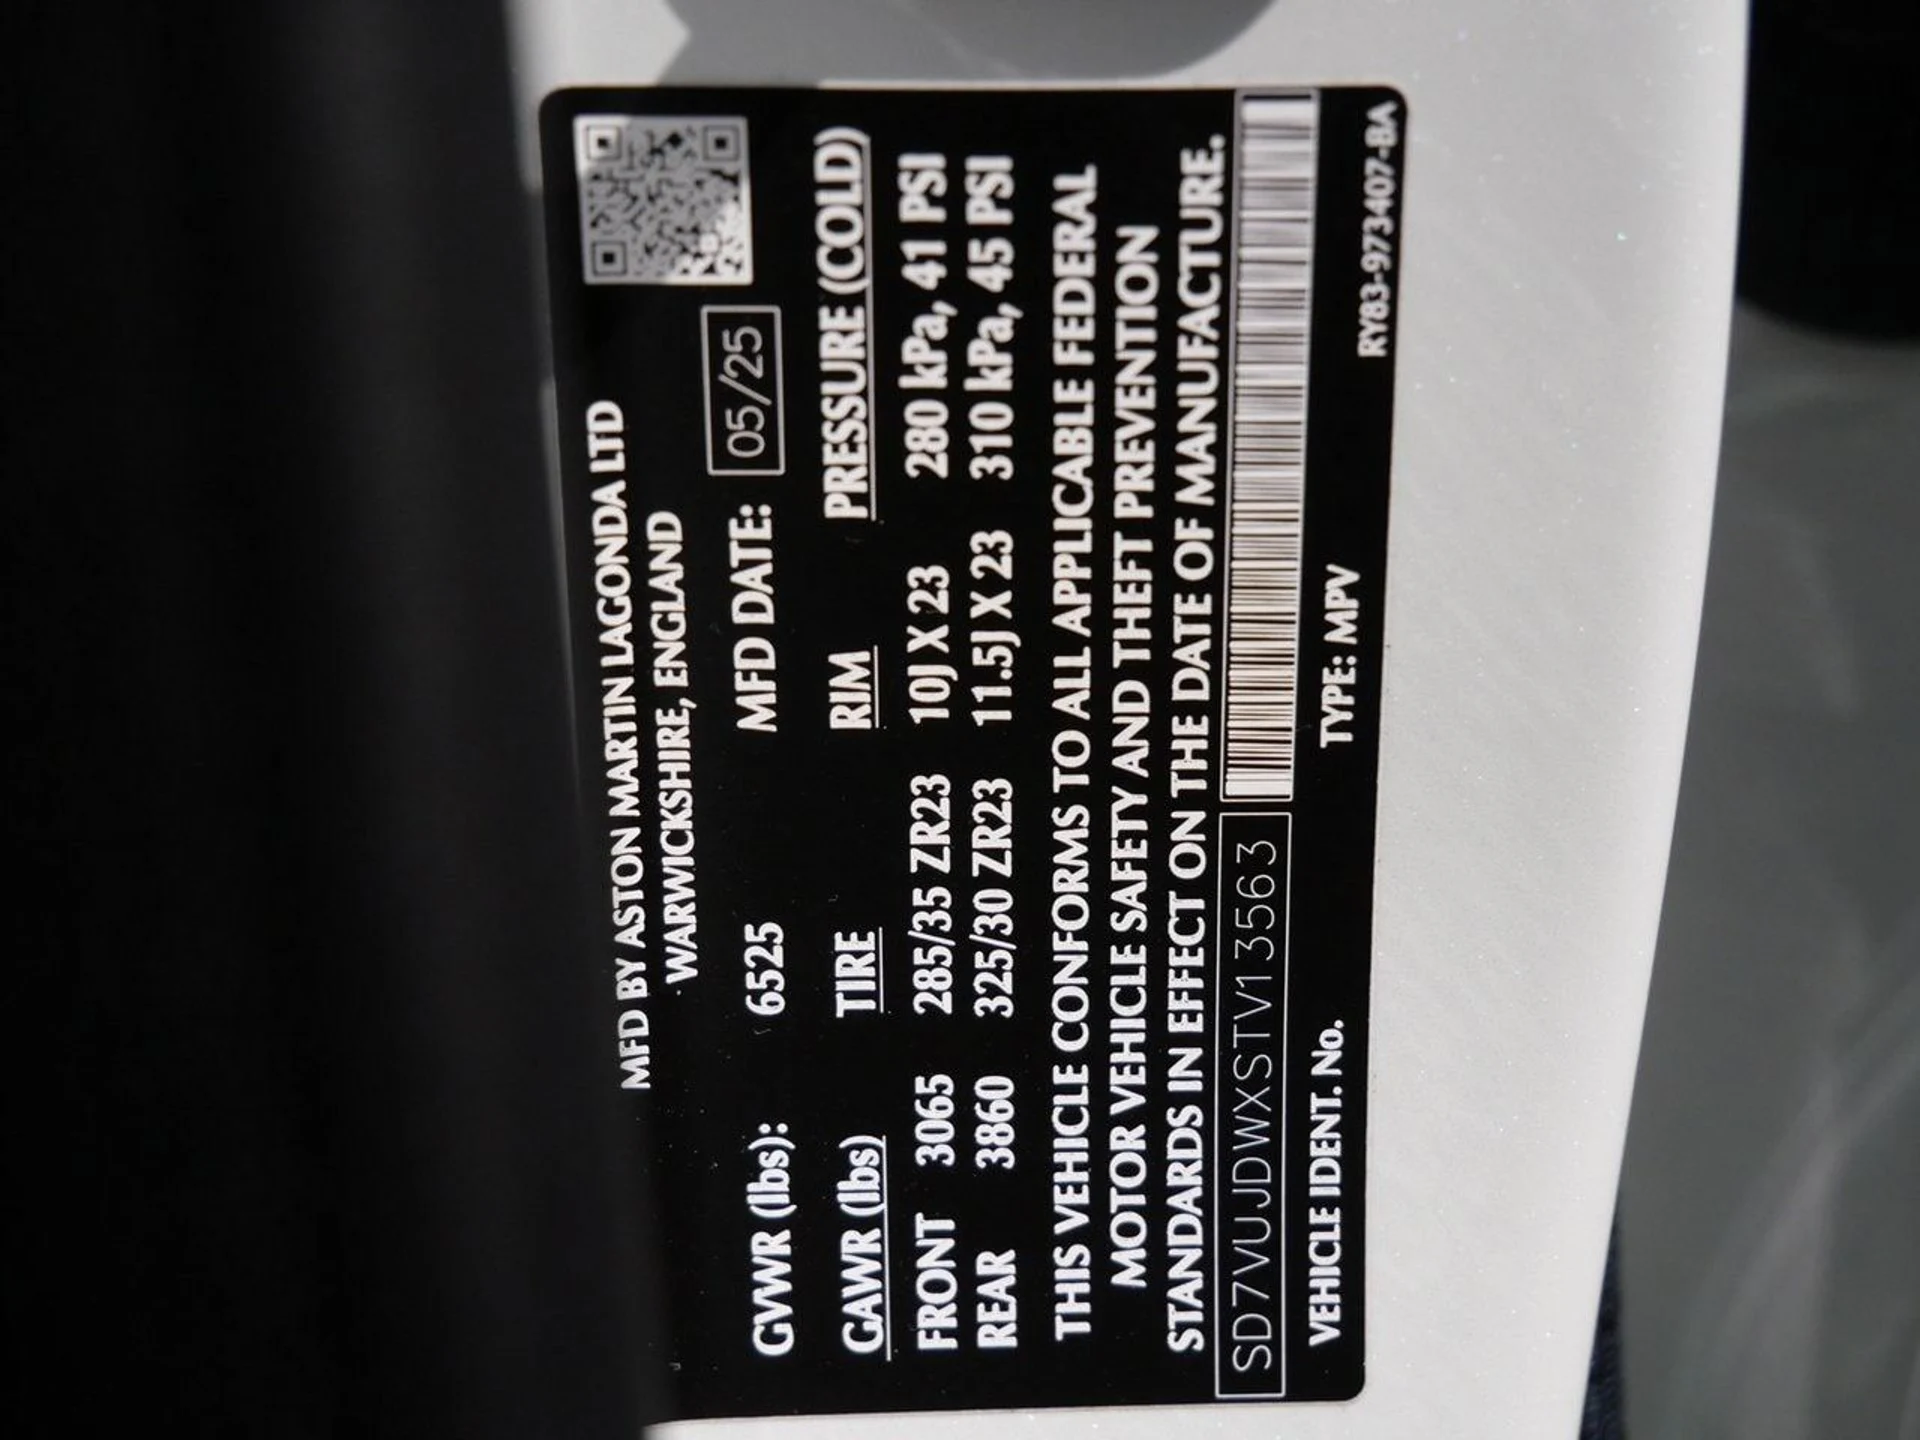 MFD BY ASTON MARTIN LAGONDA LTD
WARWICKSHIRE, ENGLAND
GVWR (lbs): 6525 MFD DATE: 05/25
GAWR (lbs) TIRE RIM PRESSURE (COLD)
FRONT 3065 285/35 ZR23 10J X 23 280 kPa, 41 PSI
REAR 3860 325/30 ZR23 11.5J X 23 310 kPa, 45 PSI
THIS VEHICLE CONFORMS TO ALL APPLICABLE FEDERAL
MOTOR VEHICLE SAFETY AND THEFT PREVENTION
STANDARDS IN EFFECT ON THE DATE OF MANUFACTURE.
SD7VUJDWXSTV13563
VEHICLE IDENT. No. TYPE: MPV RY83-973407-BA